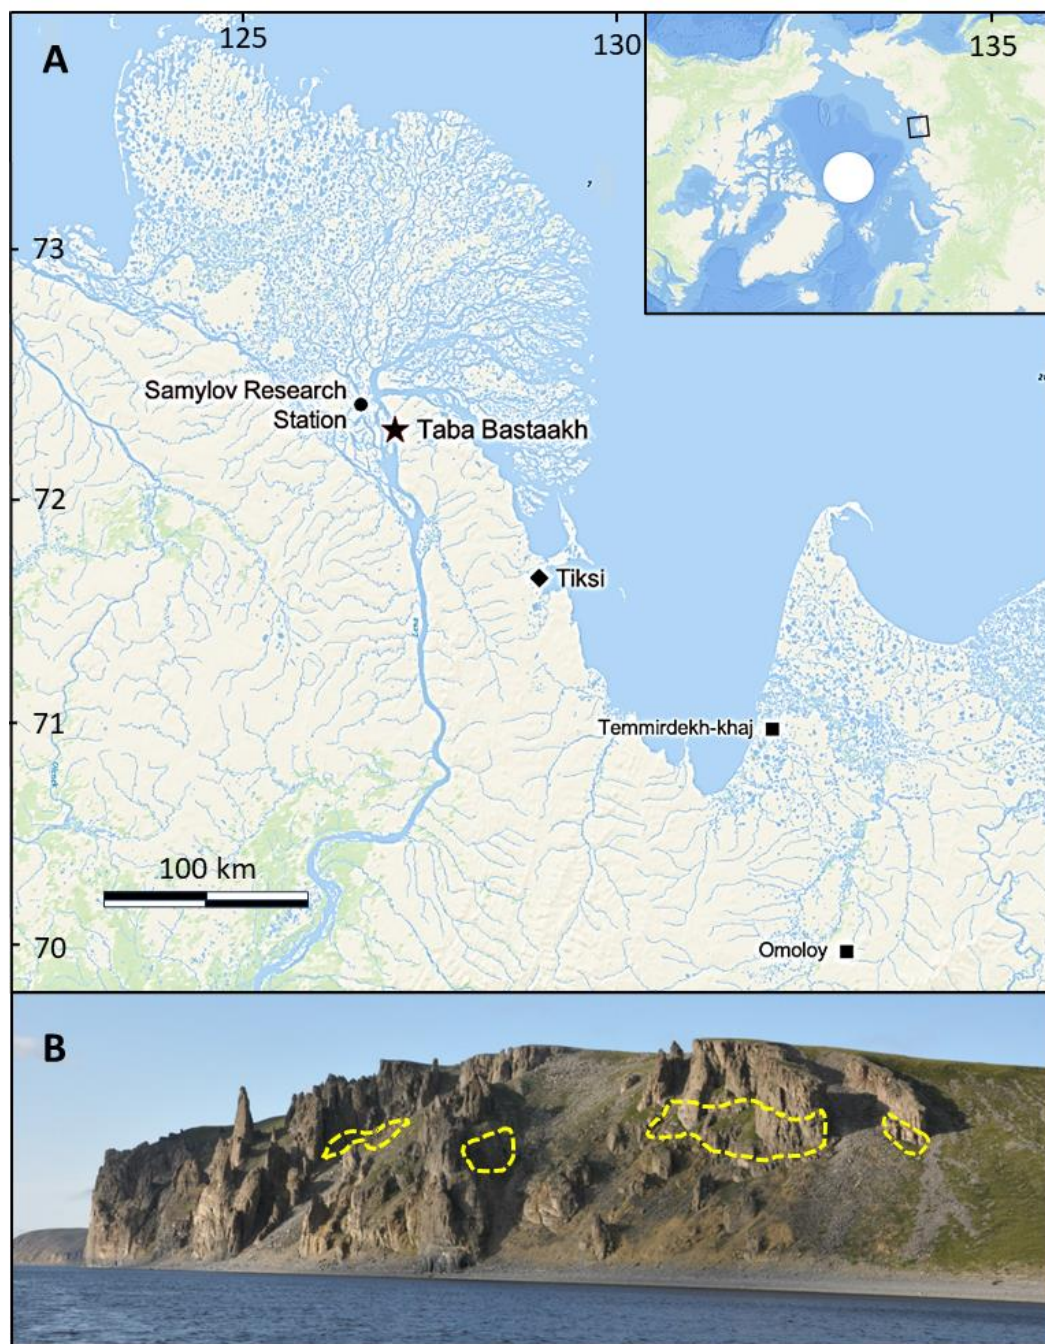 A
125
130
135
73
Samylov Research
Station
Taba Bastaakh
72
Tiksi
71
Temmirdekh-khaj
100 km
70
Omoloy
B